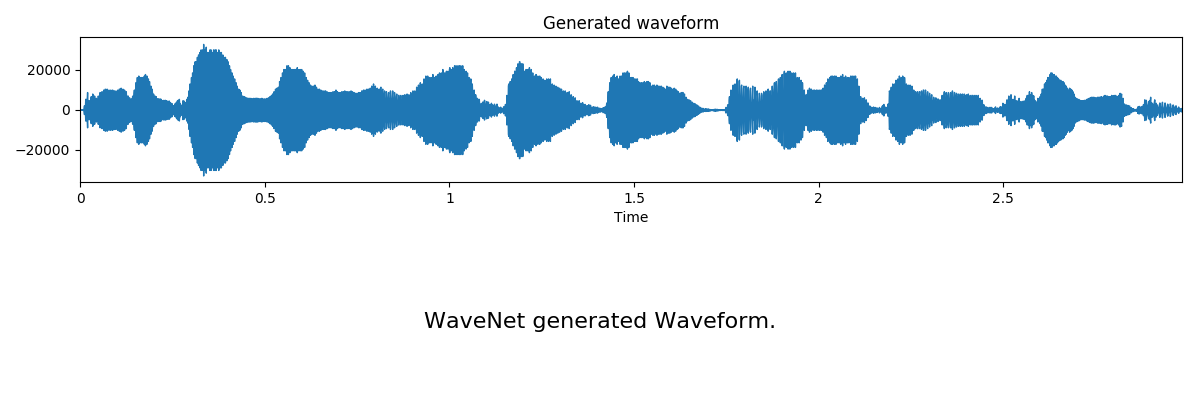 Generated waveform
20000
0
−20000
0 0.5 1 1.5 2 2.5
Time
WaveNet generated Waveform.